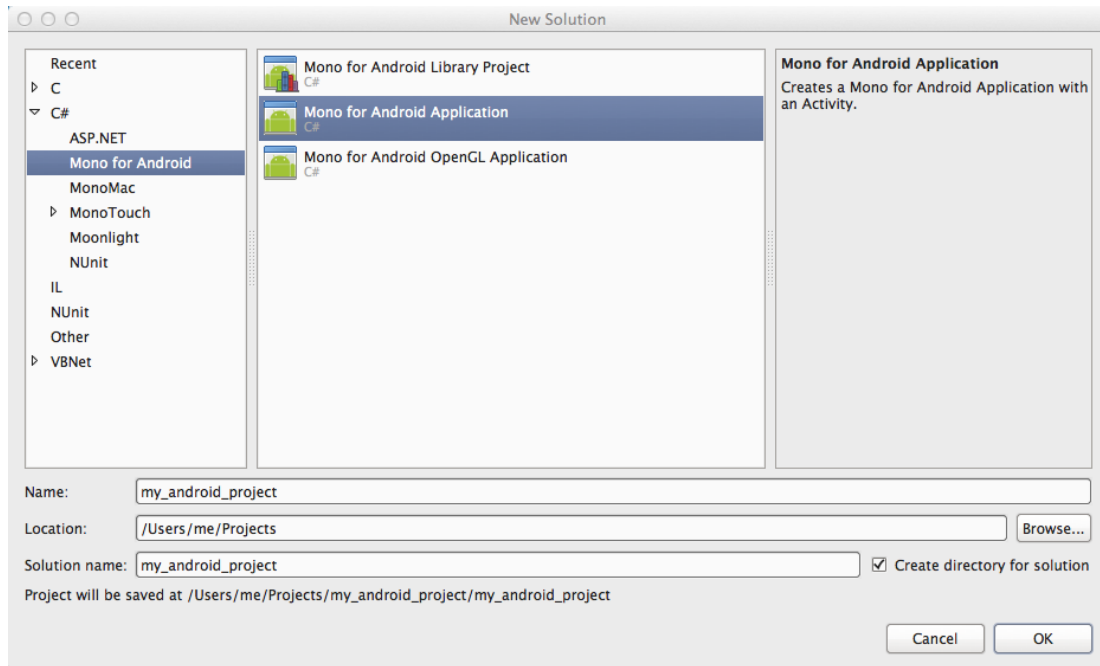 New Solution
Recent
C
C#
ASP.NET
Mono for Android
MonoMac
MonoTouch
Moonlight
NUnit
IL
NUnit
Other
VBNet
Mono for Android Library Project
C#
Mono for Android Application
C#
Mono for Android OpenGL Application
C#
Mono for Android Application
Creates a Mono for Android Application with
an Activity.
Name: my_android_project
Location: /Users/me/Projects Browse...
Solution name: my_android_project Create directory for solution
Project will be saved at /Users/me/Projects/my_android_project/my_android_project
Cancel OK